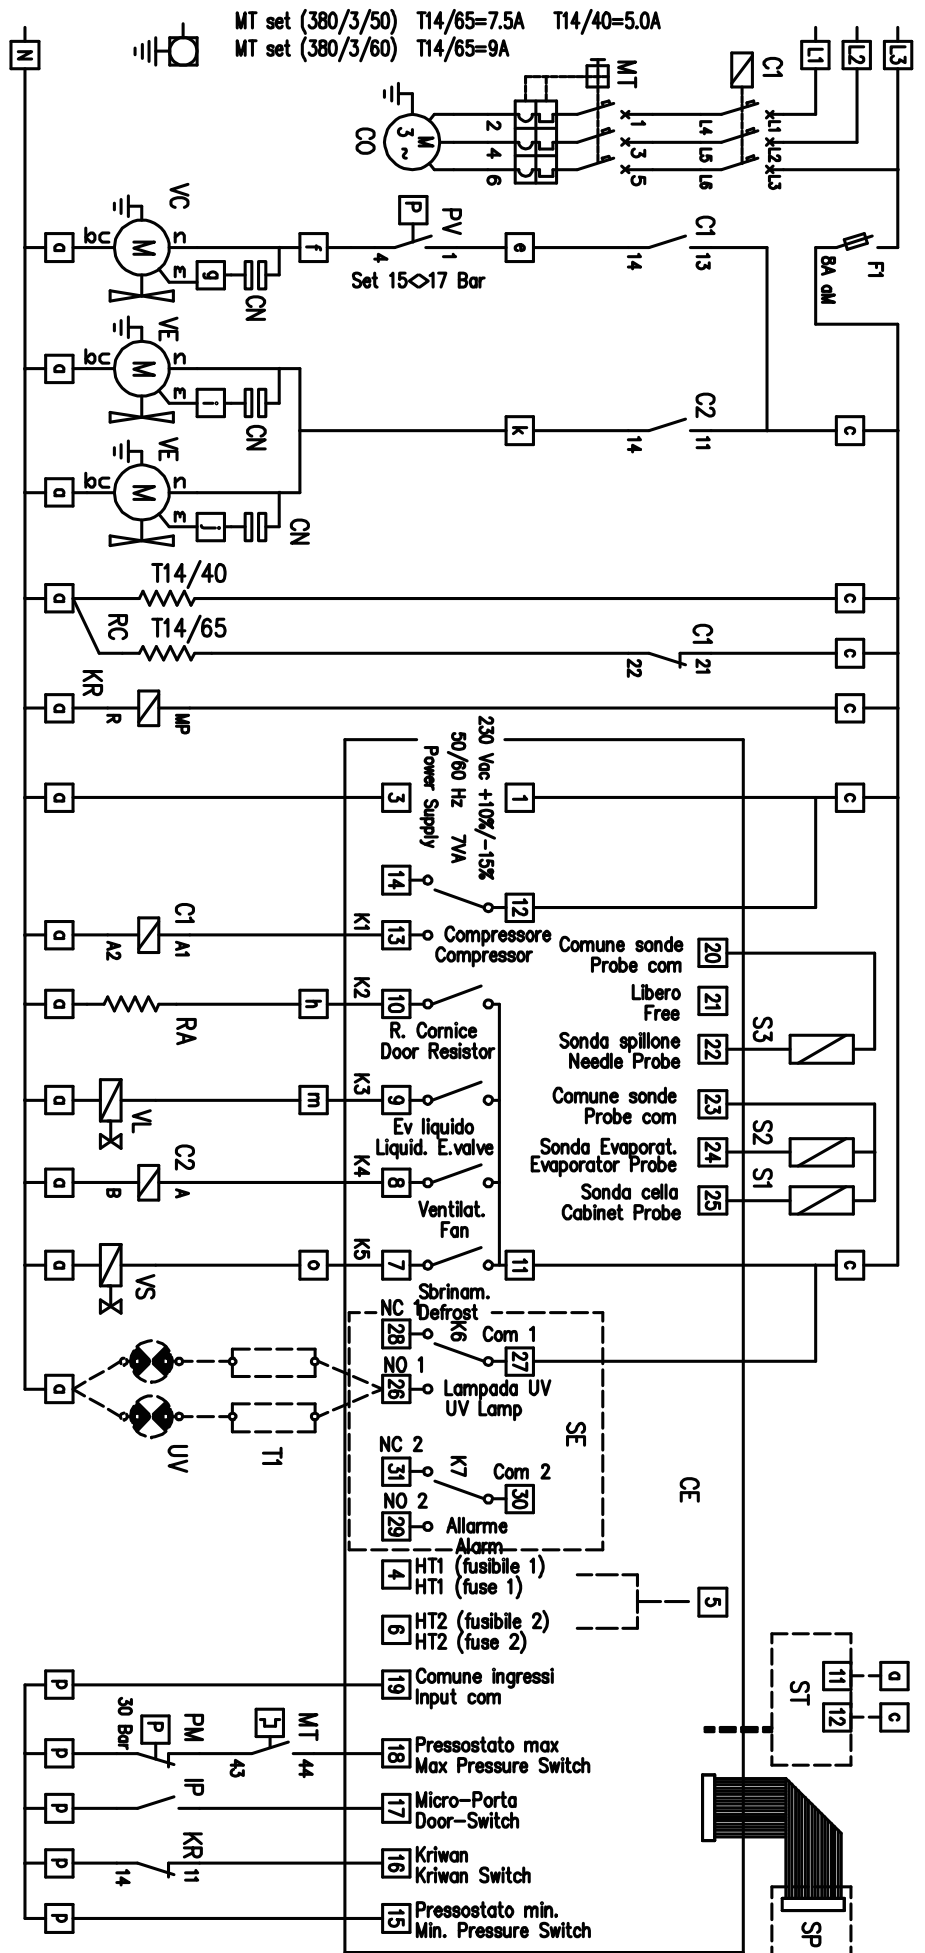 MT set (380/3/50) T14/65=7.5A T14/40=5.0A
MT set (380/3/60) T14/65=9A
N
L1
L2
L3
C1
MT
L1
L2
L3
L4
L5
L6
1
3
5
2
4
6
M
3 ~
CO
F1
8A aM
VC
a
bc
M
n
m
g
CN
f
P
PV
4
1
Set 15<>17 Bar
e
C1
14
13
VE
a
bc
M
n
m
i
CN
k
C2
14
11
c
VE
a
bc
M
n
m
j
CN
T14/40
a
c
RC
T14/65
C1
22
21
c
KR
a
R
MP
c
230 Vac +10%/-15%
50/60 Hz 7VA
Power Supply
a
3
1
c
14
12
C1
a
A2
A1
K1
13
Compressore
Compressor
a
RA
h
K2
10
R. Cornice
Door Resistor
a
VL
m
K3
9
Ev liquido
Liquid. E.valve
C2
a
B
A
K4
8
Ventilat.
Fan
a
VS
o
K5
7
11
c
Sbrinam.
Defrost
20
Comune sonde
Probe com
21
Libero
Free
22
Sonda spillone
Needle Probe
S3
23
Comune sonde
Probe com
24
Sonda Evaporat.
Evaporator Probe
S2
25
Sonda cella
Cabinet Probe
S1
NC 1
28
K6
Com 1
27
NO 1
26
Lampada UV
UV Lamp
a
UV
T1
SE
NC 2
31
K7
Com 2
30
NO 2
29
Allarme
Alarm
CE
4
HT1 (fusibile 1)
HT1 (fuse 1)
5
6
HT2 (fusibile 2)
HT2 (fuse 2)
ST
11
a
12
c
p
19
Comune ingressi
Input com
p
30 Bar
P
PM
MT
43
44
18
Pressostato max
Max Pressure Switch
p
IP
17
Micro-Porta
Door-Switch
p
KR
14
11
16
Kriwan
Kriwan Switch
p
15
Pressostato min.
Min. Pressure Switch
SP